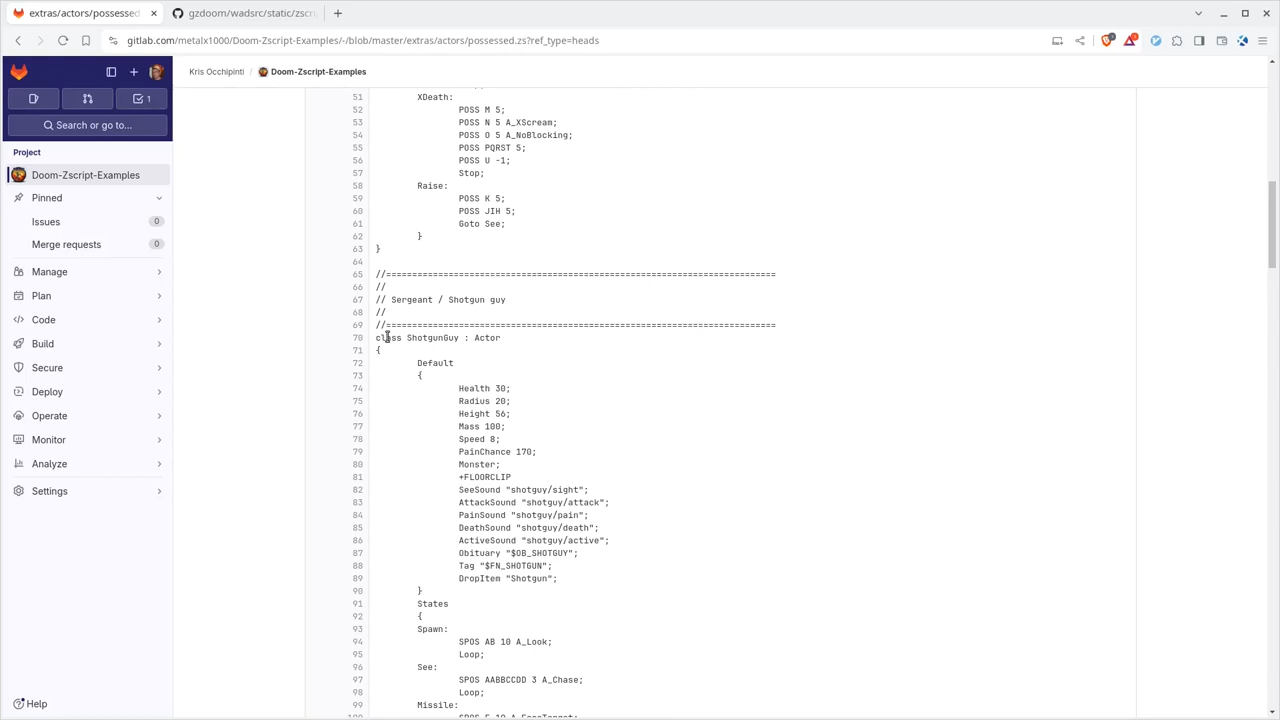 extras/actors/possessed
gzdoom/wadsrc/static/zscr
gitlab.com/metalx1000/Doom-Zscript-Examples/-/blob/master/extras/actors/possessed.zs?ref_type=heads
Kris Occhipinti / Doom-Zscript-Examples
1
Search or go to...
Project
Doom-Zscript-Examples
Pinned
Issues 0
Merge requests 0
Manage
Plan
Code
Build
Secure
Deploy
Operate
Monitor
Analyze
Settings
Help
51 XDeath:
52 POSS M 5;
53 POSS N 5 A_XScream;
54 POSS O 5 A_NoBlocking;
55 POSS PQRST 5;
56 POSS U -1;
57 Stop;
58 Raise:
59 POSS K 5;
60 POSS JIH 5;
61 Goto See;
62 }
63 }
64
65 //===========================================================================
66 //
67 // Sergeant / Shotgun guy
68 //
69 //===========================================================================
70 class ShotgunGuy : Actor
71 {
72 Default
73 {
74 Health 30;
75 Radius 20;
76 Height 56;
77 Mass 100;
78 Speed 8;
79 PainChance 170;
80 Monster;
81 +FLOORCLIP
82 SeeSound "shotguy/sight";
83 AttackSound "shotguy/attack";
84 PainSound "shotguy/pain";
85 DeathSound "shotguy/death";
86 ActiveSound "shotguy/active";
87 Obituary "$OB_SHOTGUY";
88 Tag "$FN_SHOTGUN";
89 DropItem "Shotgun";
90 }
91 States
92 {
93 Spawn:
94 SPOS AB 10 A_Look;
95 Loop;
96 See:
97 SPOS AABBCCDD 3 A_Chase;
98 Loop;
99 Missile:
100 SPOS E 10 A_FaceTarget;